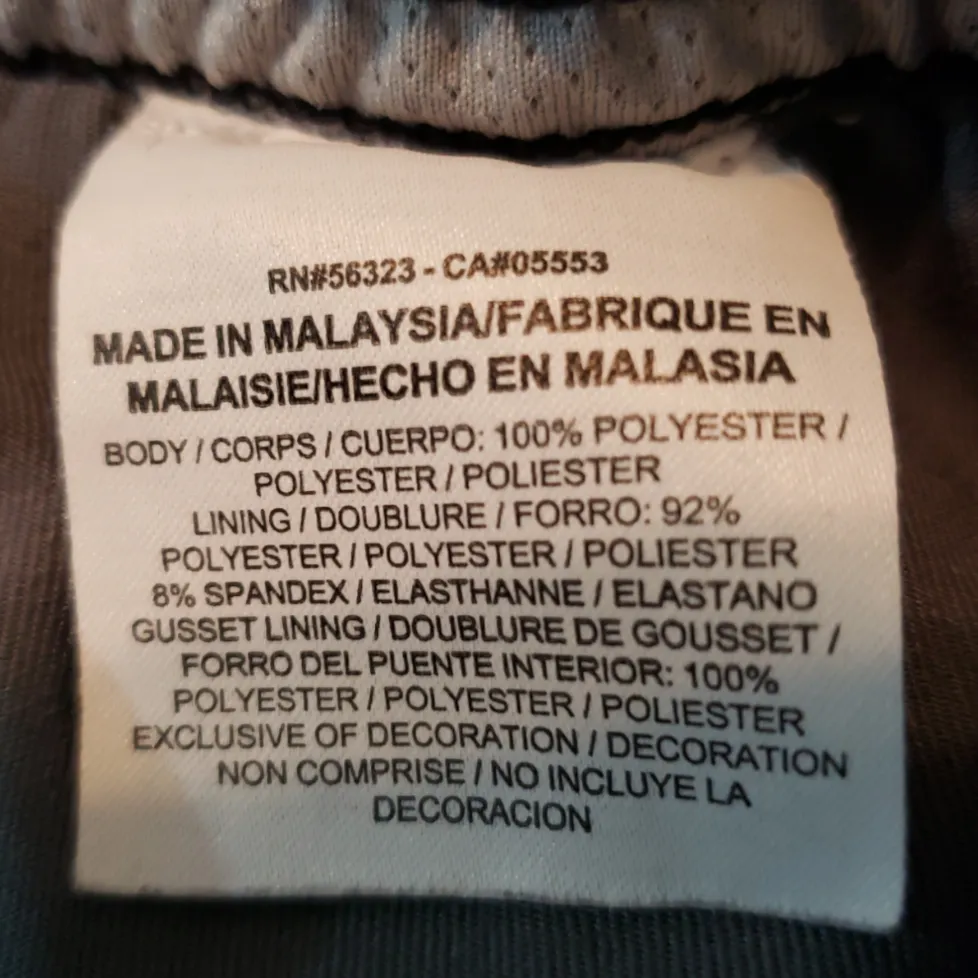 RN#56323 - CA#05553
MADE IN MALAYSIA/FABRIQUE EN
MALAISIE/HECHO EN MALASIA
BODY / CORPS / CUERPO: 100% POLYESTER /
POLYESTER / POLIESTER
LINING / DOUBLURE / FORRO: 92%
POLYESTER / POLYESTER / POLIESTER
8% SPANDEX / ELASTHANNE / ELASTANO
GUSSET LINING / DOUBLURE DE GOUSSET /
FORRO DEL PUENTE INTERIOR: 100%
POLYESTER / POLYESTER / POLIESTER
EXCLUSIVE OF DECORATION / DECORATION
NON COMPRISE / NO INCLUYE LA
DECORACION